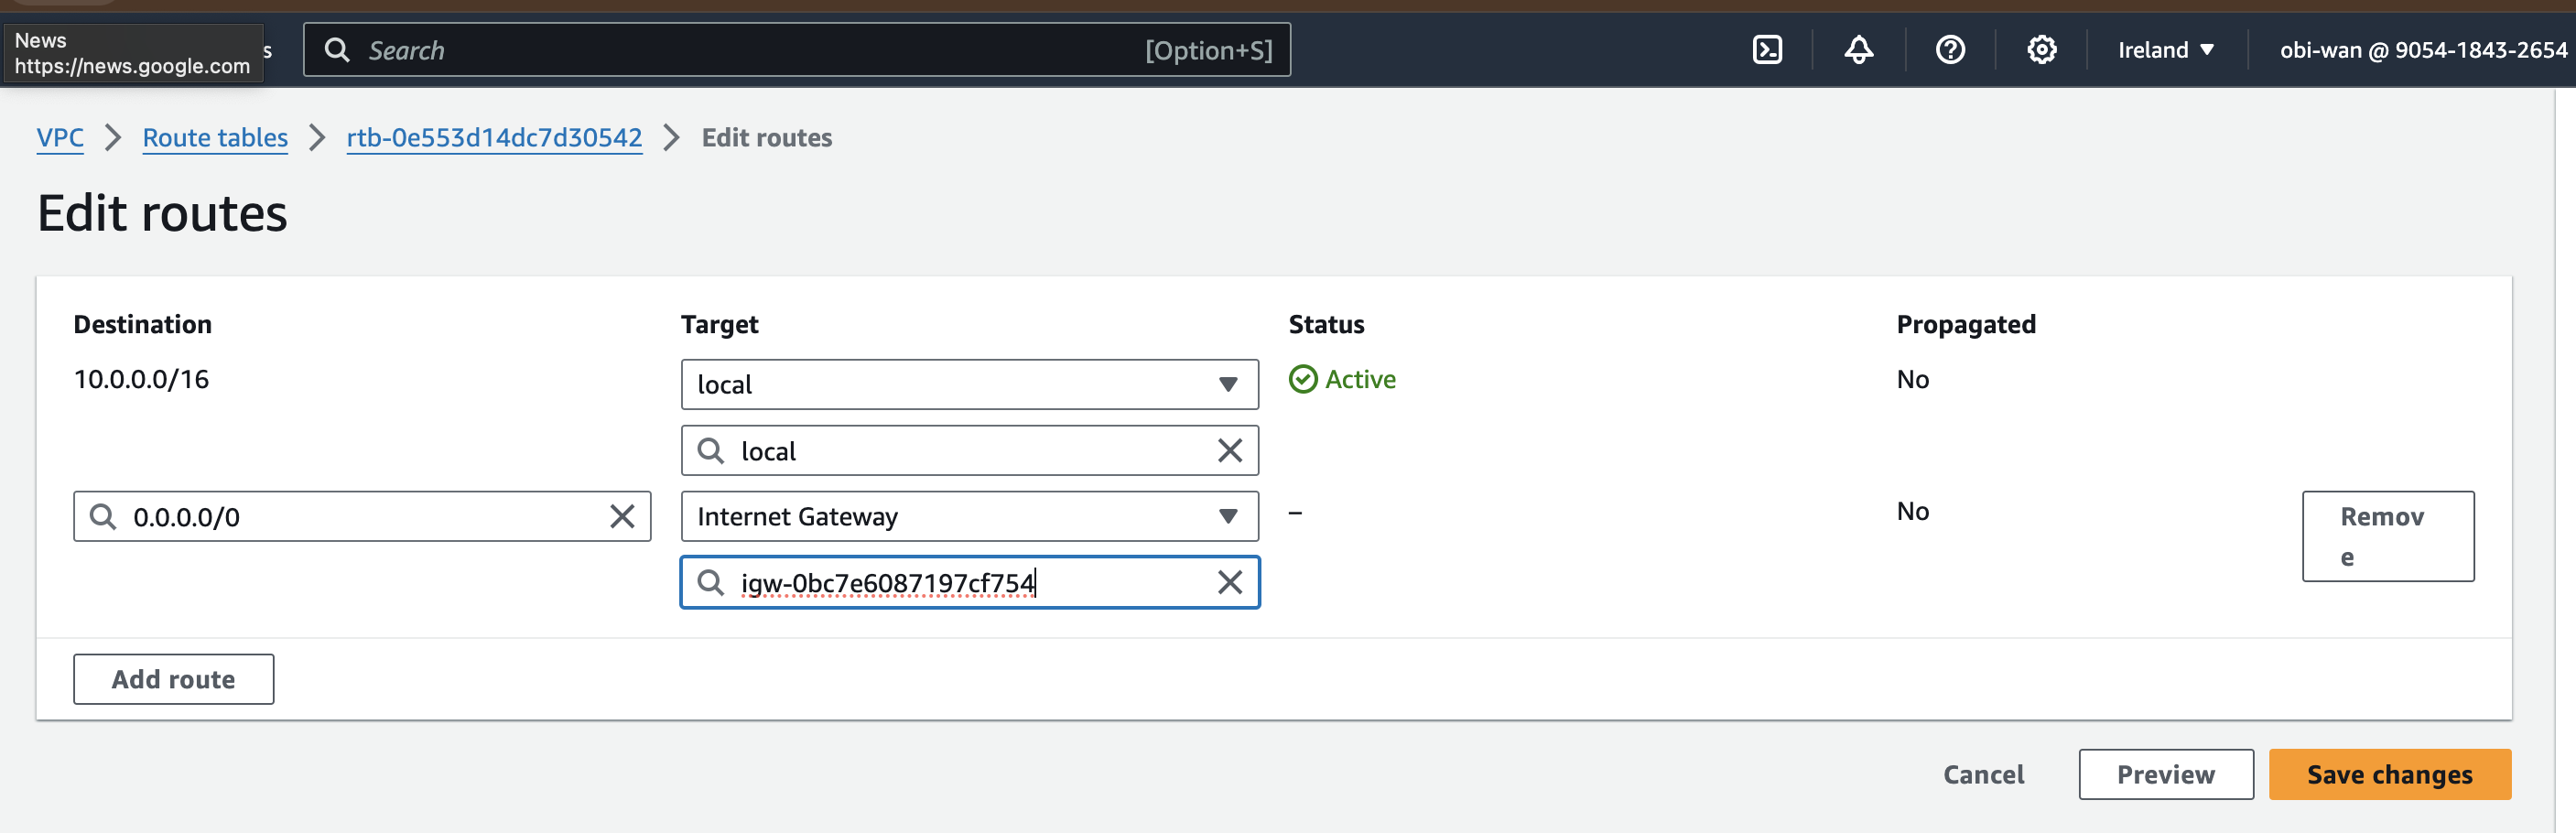 News
https://news.google.com
s
Search
[Option+S]
Ireland
obi-wan @ 9054-1843-2654
VPC
Route tables
rtb-0e553d14dc7d30542
Edit routes
Edit routes
Destination
Target
Status
Propagated
10.0.0.0/16
local
Active
No
local
0.0.0.0/0
Internet Gateway
–
No
Remov
e
igw-0bc7e6087197cf754
Add route
Cancel
Preview
Save changes